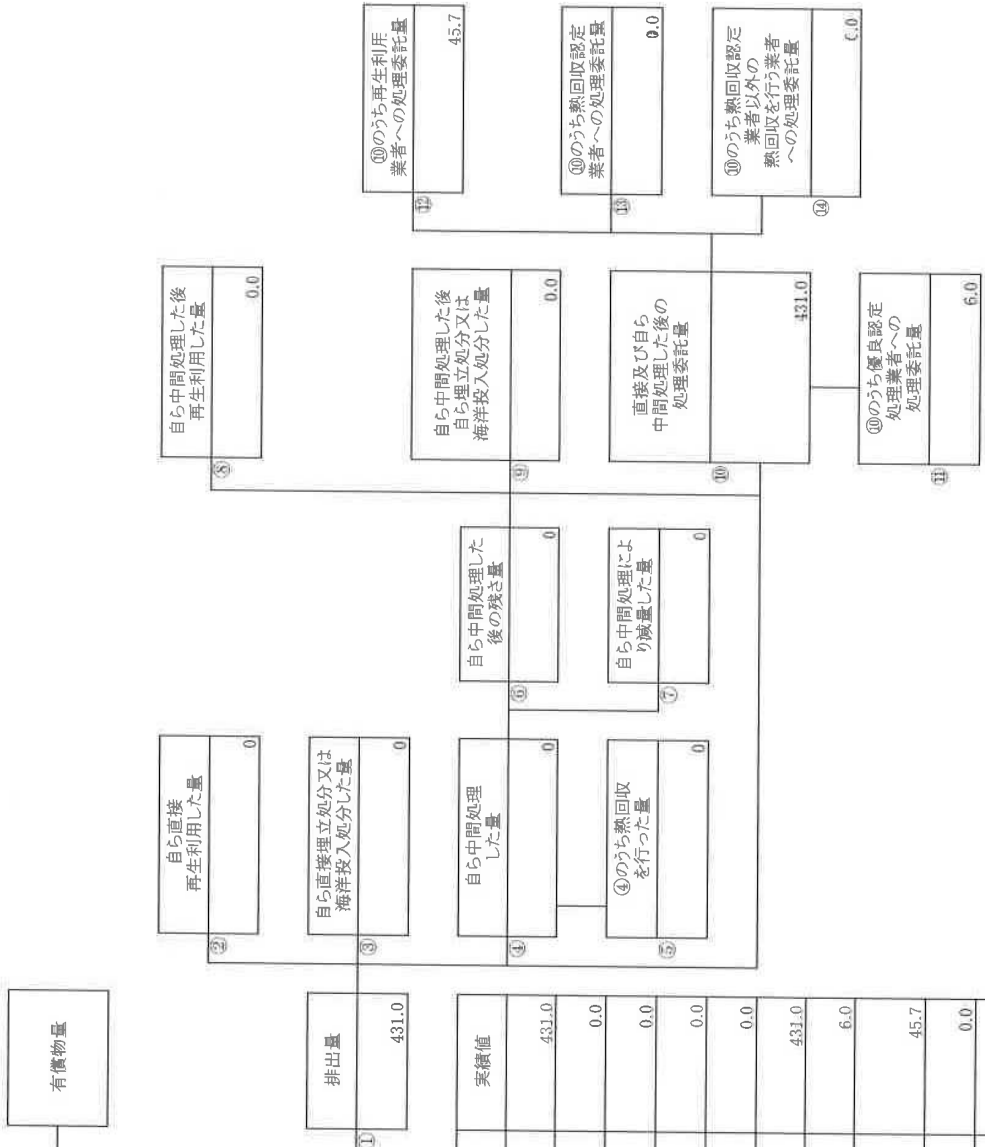 有償物量
①
排出量
431.0
②
自ら直接
再生利用した量
0
③
自ら直接埋立処分又は
海洋投入処分した量
0
④
自ら中間処理
した量
0
⑤
④のうち熱回収
を行った量
0
⑥
自ら中間処理した
後の残さ量
0
⑦
自ら中間処理によ
り減量した量
0
⑧
自ら中間処理した後
再生利用した量
0.0
⑨
自ら中間処理した後
自ら埋立処分又は
海洋投入処分した量
0.0
⑩
直接及び自ら
中間処理した後の
処理委託量
431.0
⑪
⑩のうち優良認定
処理業者への
処理委託量
6.0
⑫
⑩のうち再生利用
業者への処理委託量
45.7
⑬
⑩のうち熱回収認定
業者への処理委託量
0.0
⑭
⑩のうち熱回収認定
業者以外の
熱回収を行う業者
への処理委託量
0.0
実績値
431.0
0.0
0.0
0.0
0.0
431.0
6.0
45.7
0.0